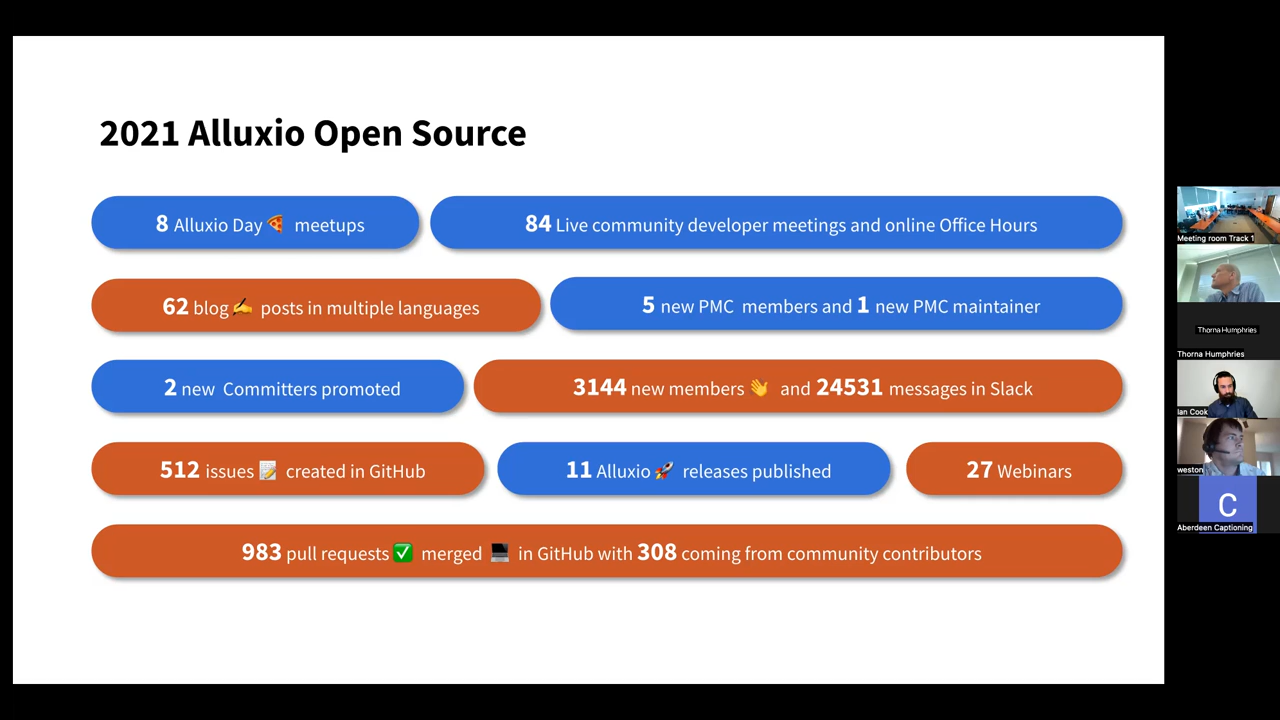 2021 Alluxio Open Source
8 Alluxio Day 🍕 meetups
84 Live community developer meetings and online Office Hours
62 blog ✍️ posts in multiple languages
5 new PMC members and 1 new PMC maintainer
2 new Committers promoted
3144 new members 👋 and 24531 messages in Slack
512 issues 📝 created in GitHub
11 Alluxio 🚀 releases published
27 Webinars
983 pull requests ✅ merged 💻 in GitHub with 308 coming from community contributors
Meeting room Track 1
Thorna Humphries
Thorna Humphries
Ian Cook
weston
C
Aberdeen Captioning